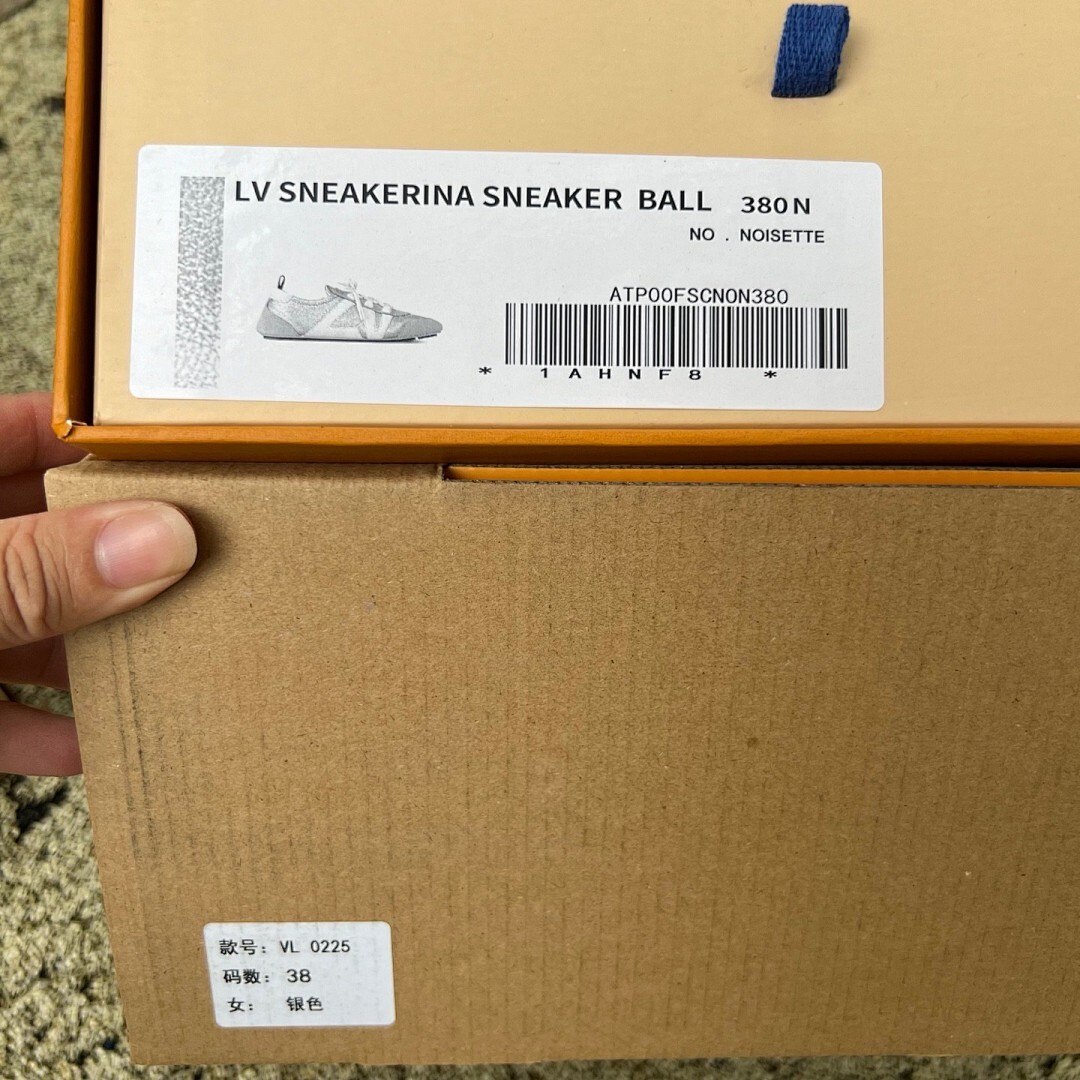 LV SNEAKERINA SNEAKER BALL 380N
NO . NOISETTE
ATP00FSCN0N380
* 1AHNF8 *
款号: VL 0225
码数: 38
女: 银色